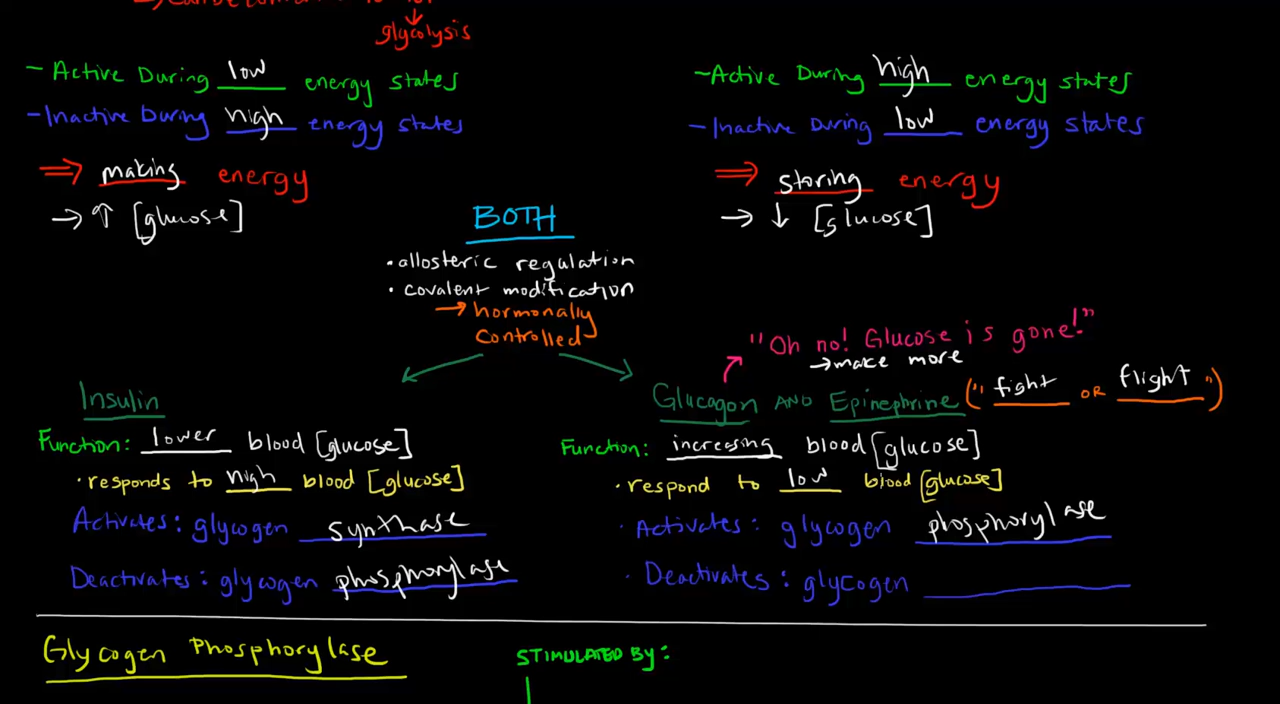 glycolysis
- Active During low energy states
- Inactive During high energy states
⇒ making energy
→ ↑ [glucose]
- Active During high energy states
- Inactive During low energy states
⇒ storing energy
→ ↓ [glucose]
BOTH
• allosteric regulation
• covalent modification
→ hormonally
controlled
"Oh no! Glucose is gone!"
→ make more
Insulin
Function: lower blood [glucose]
• responds to high blood [glucose]
Activates: glycogen synthase
Deactivates: glycogen phosphorylase
Glucagon AND Epinephrine ("fight OR flight")
Function: increasing blood [glucose]
• respond to low blood [glucose]
• Activates: glycogen phosphorylase
• Deactivates: glycogen
Glycogen Phosphorylase
STIMULATED By: